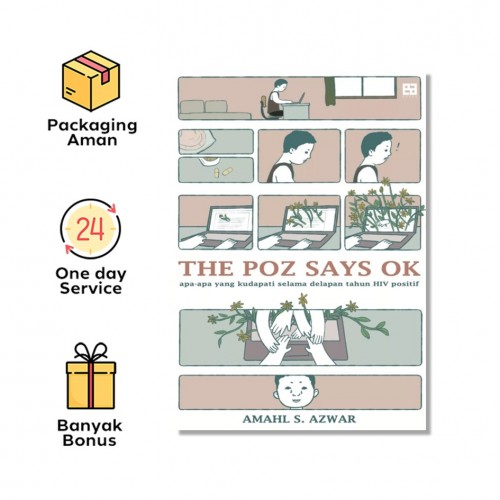 Packaging
Aman
24
One day
Service
Banyak
Bonus
THE POZ SAYS OK
apa-apa yang kudapati selama delapan tahun HIV positif
AMAHL S. AZWAR